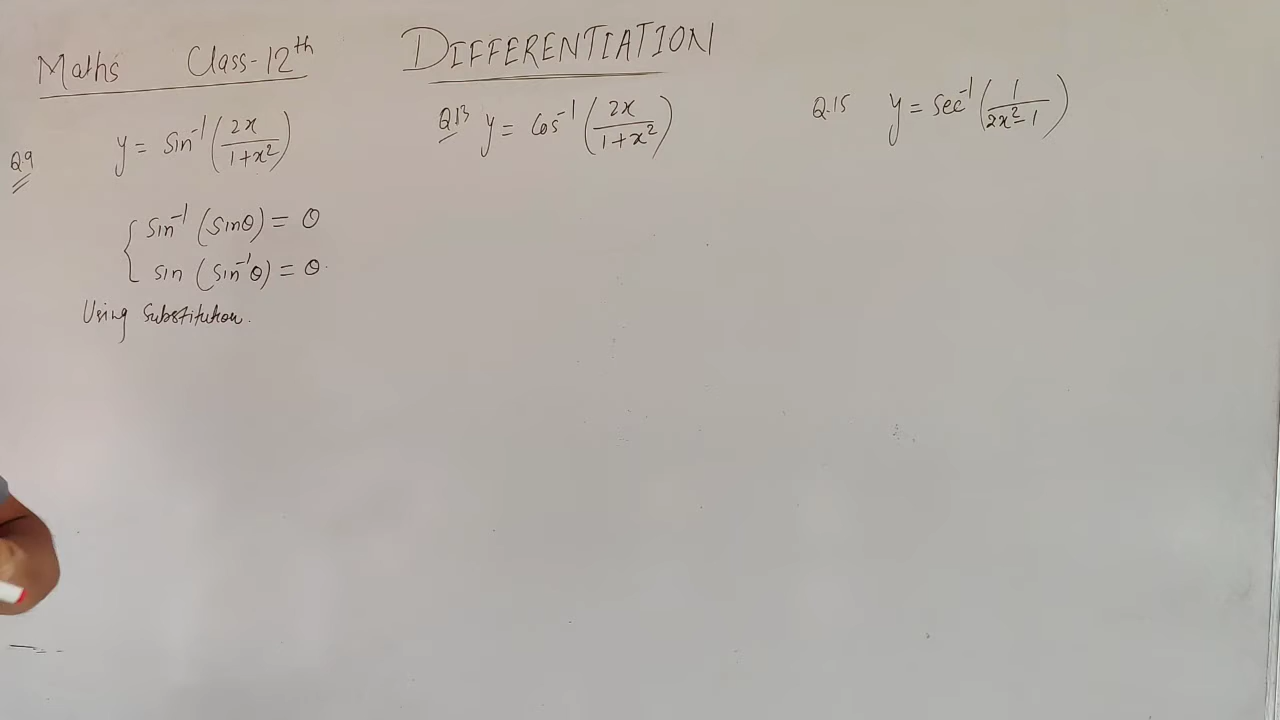 Maths Class-12th DIFFERENTIATION
Q9 y = sin⁻¹(2x/1+x²)
Q13 y = Cos⁻¹(2x/1+x²)
Q.15 y = Sec⁻¹(1/2x²-1)
{ sin⁻¹(sinθ) = θ
sin(sin⁻¹θ) = θ.
Using Substitution.